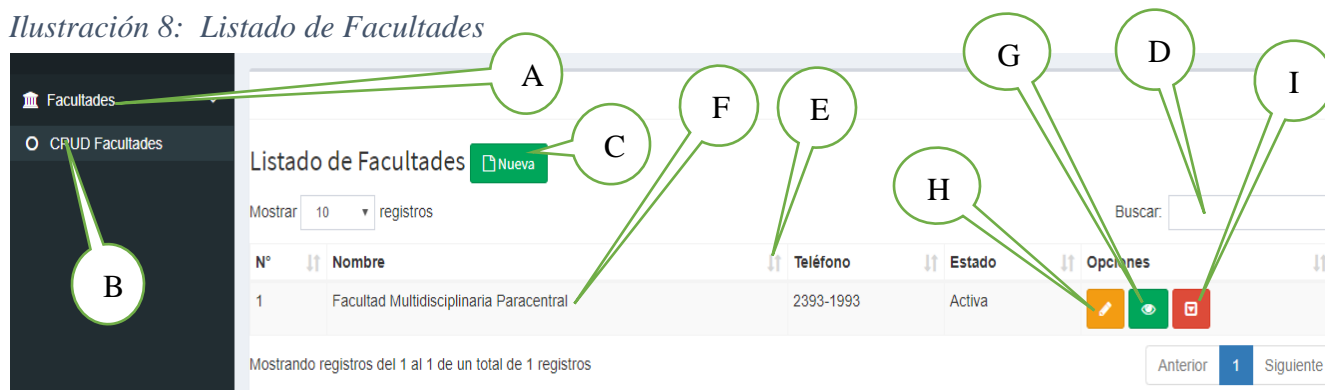 Ilustración 8: Listado de Facultades
A
G
D
I
Facultades
F
E
CRUD Facultades
C
Listado de Facultades Nueva
H
Mostrar 10 registros
Buscar:
N° Nombre Teléfono Estado Opciones
B
1 Facultad Multidisciplinaria Paracentral 2393-1993 Activa
Mostrando registros del 1 al 1 de un total de 1 registros
Anterior 1 Siguiente